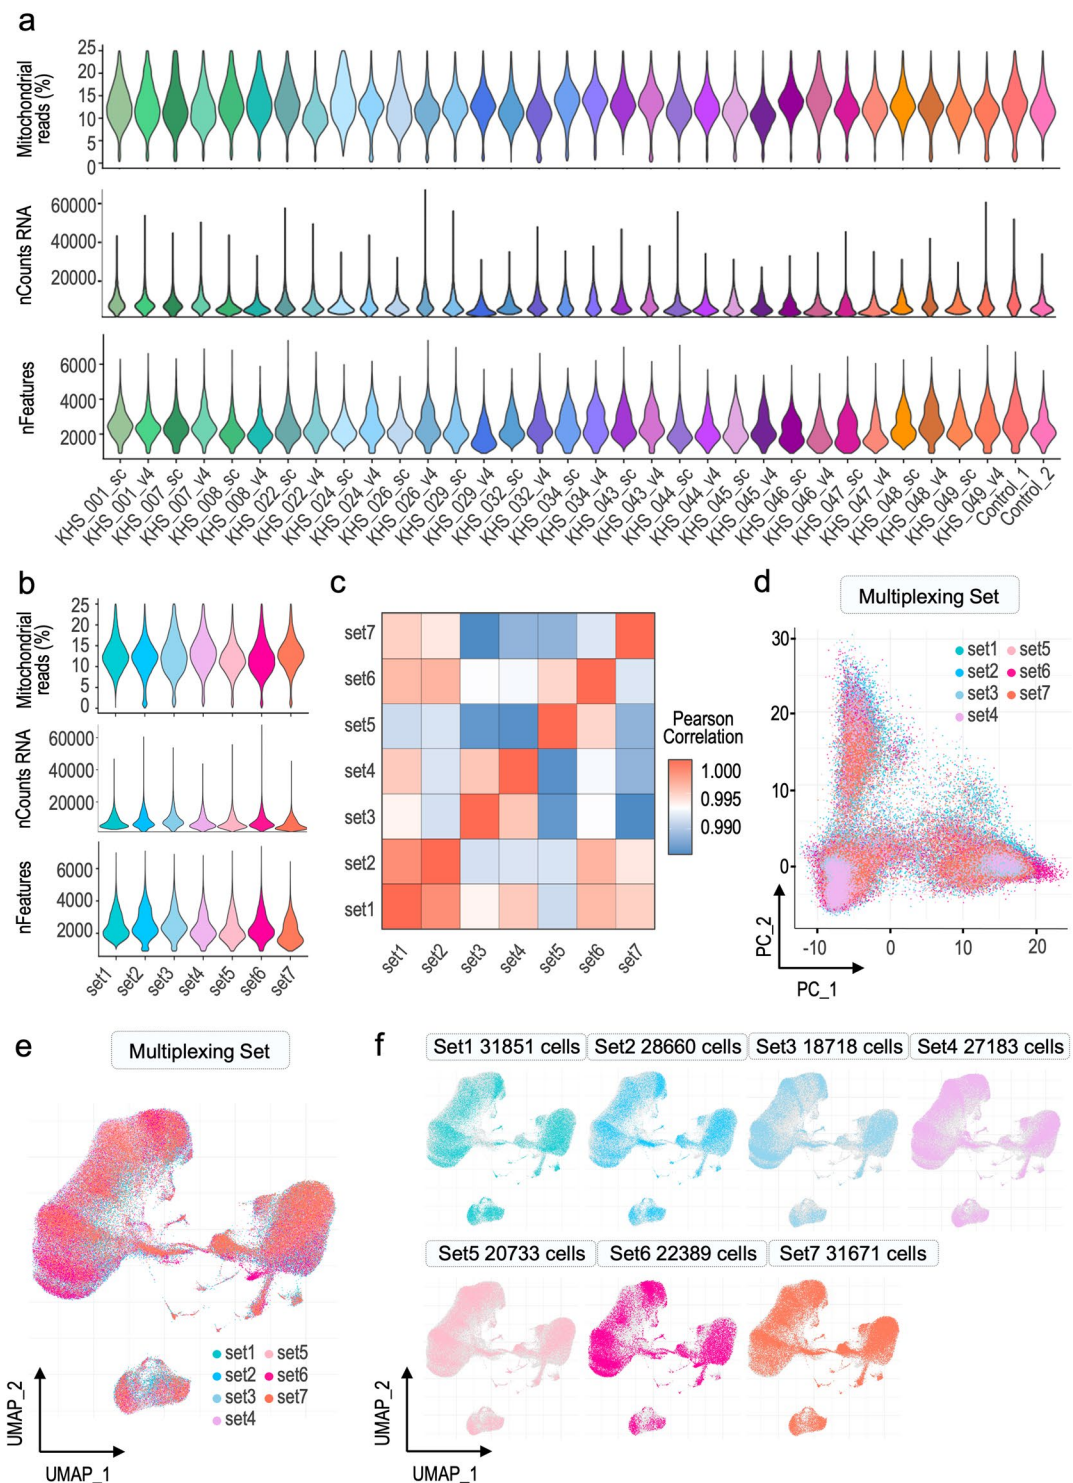 a
Mitochondrial
reads (%)
25
20
15
10
5
0
nCounts RNA
60000
40000
20000
nFeatures
6000
4000
2000
KHS_001_sc
KHS_001_v4
KHS_007_sc
KHS_007_v4
KHS_008_sc
KHS_008_v4
KHS_022_sc
KHS_022_v4
KHS_024_sc
KHS_024_v4
KHS_026_sc
KHS_026_v4
KHS_029_sc
KHS_029_v4
KHS_032_sc
KHS_032_v4
KHS_034_sc
KHS_034_v4
KHS_043_sc
KHS_043_v4
KHS_044_sc
KHS_044_v4
KHS_045_sc
KHS_045_v4
KHS_046_sc
KHS_046_v4
KHS_047_sc
KHS_047_v4
KHS_048_sc
KHS_048_v4
KHS_049_sc
KHS_049_v4
Control_1
Control_2
b
Mitochondrial
reads (%)
25
20
15
10
5
0
nCounts RNA
60000
40000
20000
nFeatures
6000
4000
2000
set1
set2
set3
set4
set5
set6
set7
c
set7
set6
set5
set4
set3
set2
set1
set1
set2
set3
set4
set5
set6
set7
Pearson
Correlation
1.000
0.995
0.990
d
Multiplexing Set
30
20
10
0
set1
set2
set3
set4
set5
set6
set7
-10
0
10
20
PC_2
PC_1
e
Multiplexing Set
set1
set2
set3
set4
set5
set6
set7
UMAP_2
UMAP_1
f
Set1 31851 cells
Set2 28660 cells
Set3 18718 cells
Set4 27183 cells
Set5 20733 cells
Set6 22389 cells
Set7 31671 cells
UMAP_2
UMAP_1